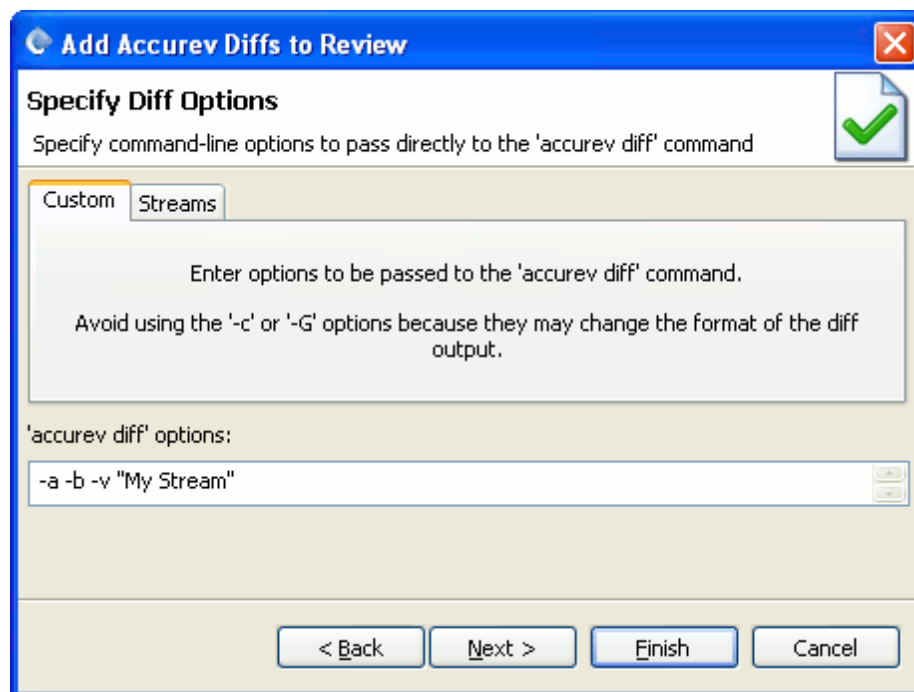 Add Accurev Diffs to Review
Specify Diff Options
Specify command-line options to pass directly to the 'accurev diff' command
Custom
Streams
Enter options to be passed to the 'accurev diff' command.
Avoid using the '-c' or '-G' options because they may change the format of the diff
output.
'accurev diff' options:
-a -b -v "My Stream"
< Back
Next >
Finish
Cancel